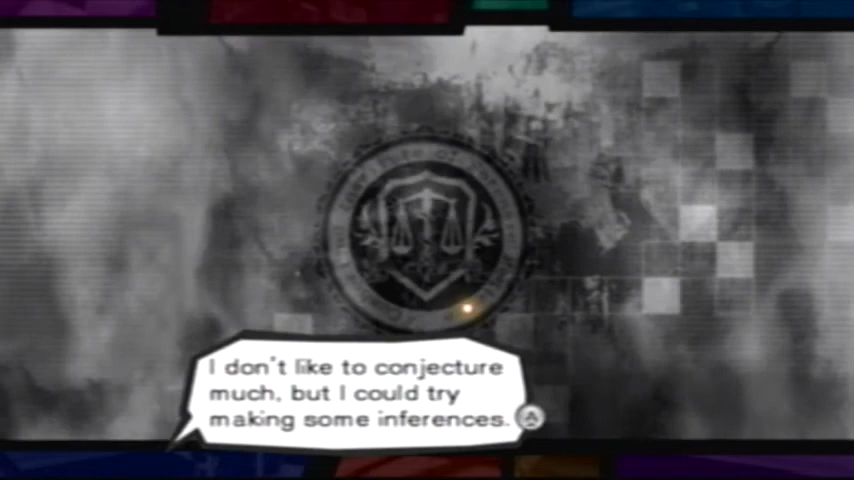 I don't like to conjecture
much, but I could try
making some inferences.